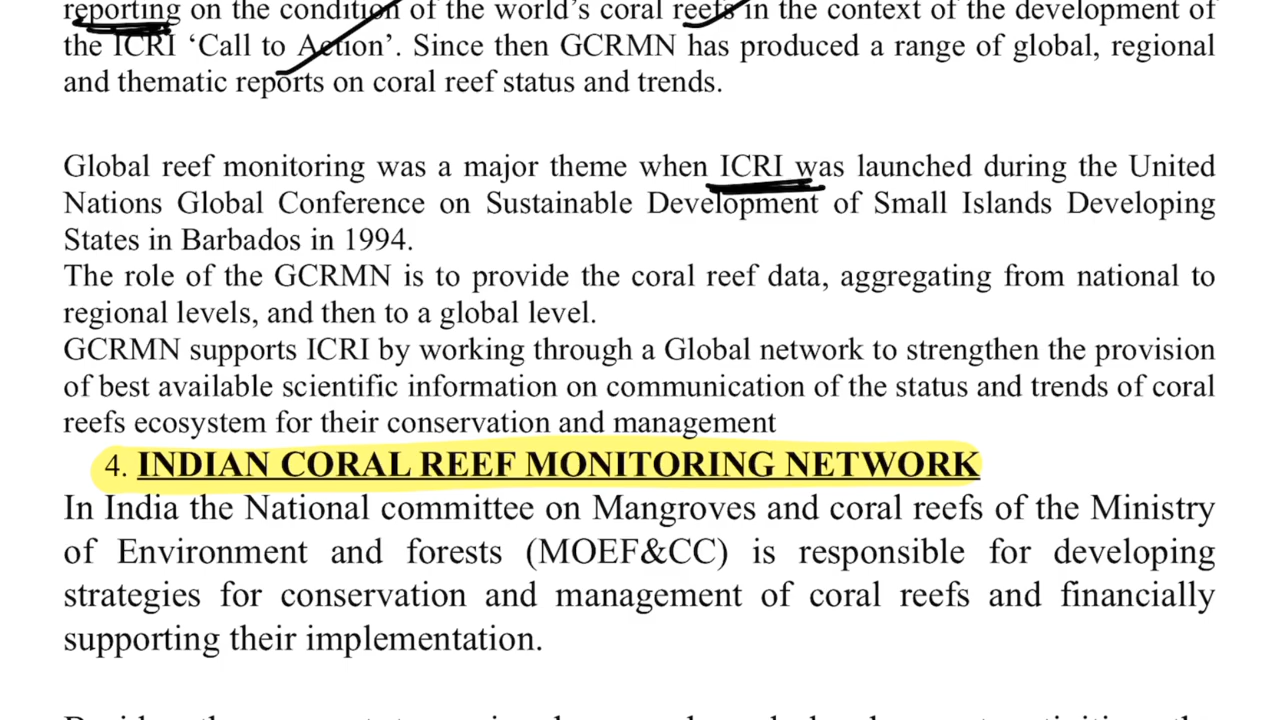 reporting on the condition of the world's coral reefs in the context of the development of
the ICRI ‘Call to Action’. Since then GCRMN has produced a range of global, regional
and thematic reports on coral reef status and trends.
Global reef monitoring was a major theme when ICRI was launched during the United
Nations Global Conference on Sustainable Development of Small Islands Developing
States in Barbados in 1994.
The role of the GCRMN is to provide the coral reef data, aggregating from national to
regional levels, and then to a global level.
GCRMN supports ICRI by working through a Global network to strengthen the provision
of best available scientific information on communication of the status and trends of coral
reefs ecosystem for their conservation and management
4. INDIAN CORAL REEF MONITORING NETWORK
In India the National committee on Mangroves and coral reefs of the Ministry
of Environment and forests (MOEF&CC) is responsible for developing
strategies for conservation and management of coral reefs and financially
supporting their implementation.